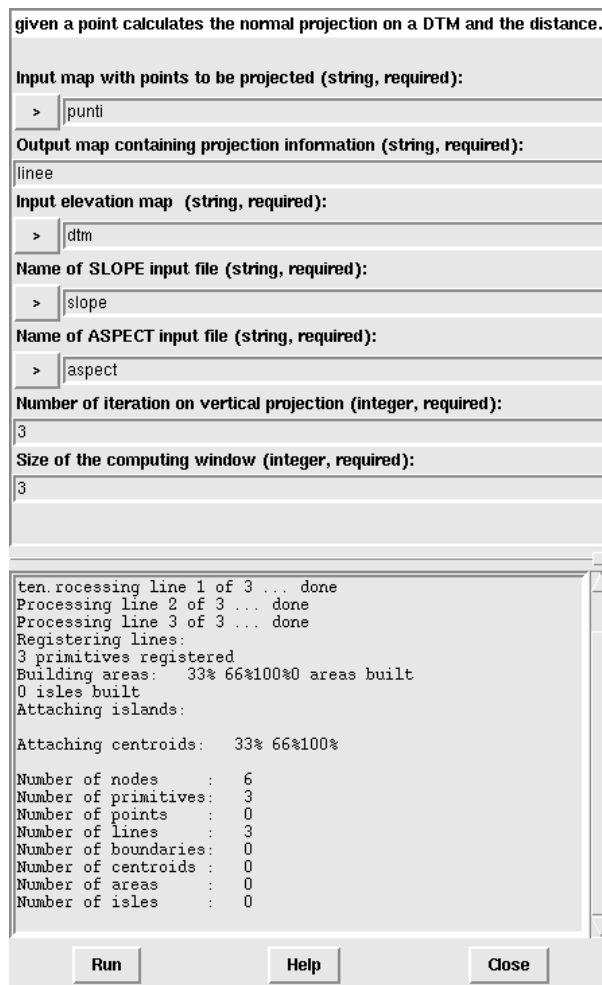 given a point calculates the normal projection on a DTM and the distance.
Input map with points to be projected (string, required):
> punti
Output map containing projection information (string, required):
linee
Input elevation map (string, required):
> dtm
Name of SLOPE input file (string, required):
> slope
Name of ASPECT input file (string, required):
> aspect
Number of iteration on vertical projection (integer, required):
3
Size of the computing window (integer, required):
3
ten.rocessing line 1 of 3 ... done
Processing line 2 of 3 ... done
Processing line 3 of 3 ... done
Registering lines:
3 primitives registered
Building areas:   33% 66%100%0 areas built
0 isles built
Attaching islands:
Attaching centroids:   33% 66%100%
Number of nodes     :   6
Number of primitives:   3
Number of points    :   0
Number of lines     :   3
Number of boundaries:   0
Number of centroids :   0
Number of areas     :   0
Number of isles     :   0
Run Help Close